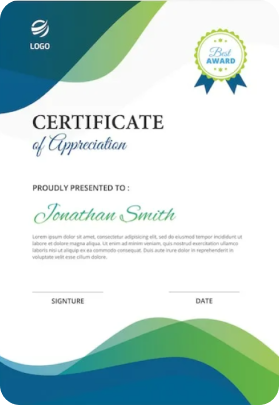 LOGO
Best
AWARD
CERTIFICATE
of Appreciation
PROUDLY PRESENTED TO :
Jonathan Smith
Lorem ipsum dolor sit amet, consectetuer adipiscing elit, sed do eiusmod tempor incididunt ut
labore et dolore magna aliqua. Ut enim ad minim veniam, quis nostrud exercitation ullamco
laboris nisi ut aliquip ex ea commodo consequat. Duis aute irure dolor in reprehenderit in
voluptate velit esse cillum dolore.
SIGNTURE
DATE